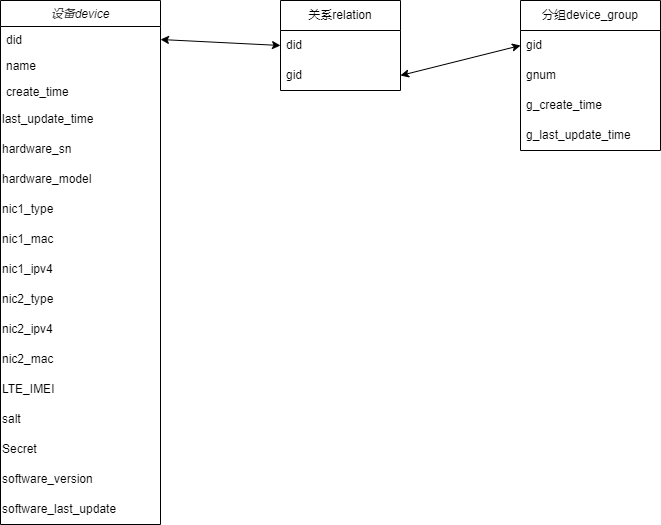 设备device
did
name
create_time
last_update_time
hardware_sn
hardware_model
nic1_type
nic1_mac
nic1_ipv4
nic2_type
nic2_ipv4
nic2_mac
LTE_IMEI
salt
Secret
software_version
software_last_update
关系relation
did
gid
分组device_group
gid
gnum
g_create_time
g_last_update_time